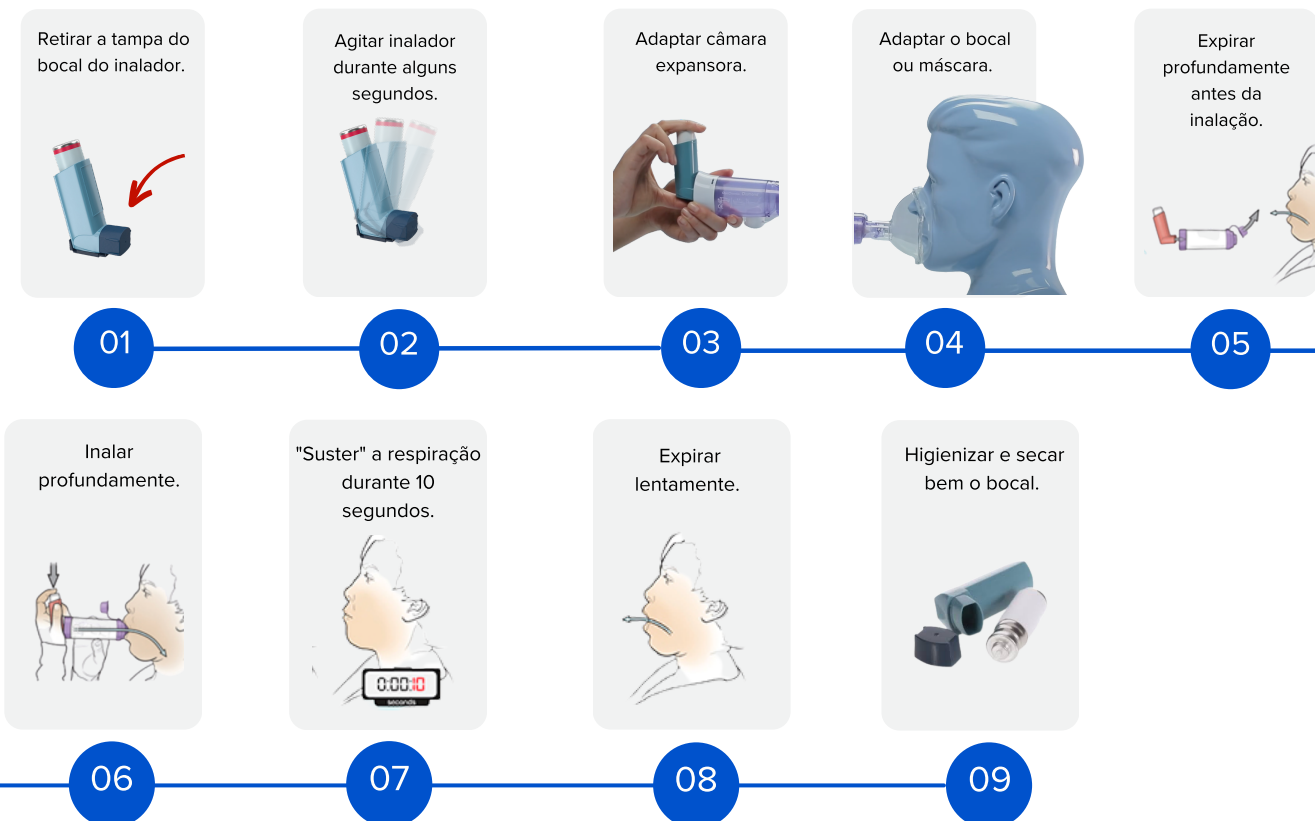 Retirar a tampa do
bocal do inalador.
Agitar inalador
durante alguns
segundos.
Adaptar câmara
expansora.
Adaptar o bocal
ou máscara.
Expirar
profundamente
antes da
inalação.
01
02
03
04
05
Inalar
profundamente.
"Suster" a respiração
durante 10
segundos.
0:00:10
seconds
Expirar
lentamente.
Higienizar e secar
bem o bocal.
06
07
08
09